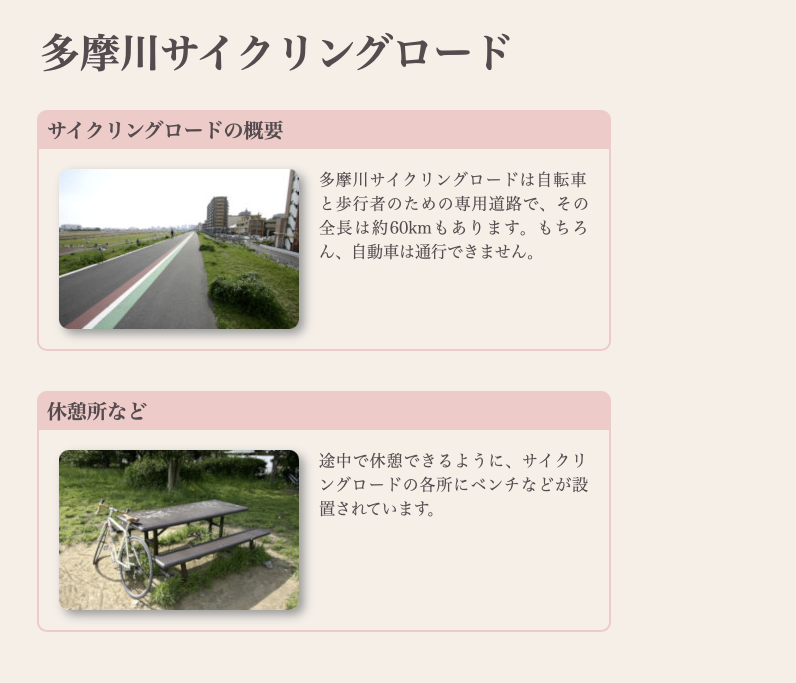 多摩川サイクリングロード
サイクリングロードの概要
多摩川サイクリングロードは自転車
と歩行者のための専用道路で、その
全長は約60kmもあります。もちろ
ん、自動車は通行できません。
休憩所など
途中で休憩できるように、サイクリ
ングロードの各所にベンチなどが設
置されています。